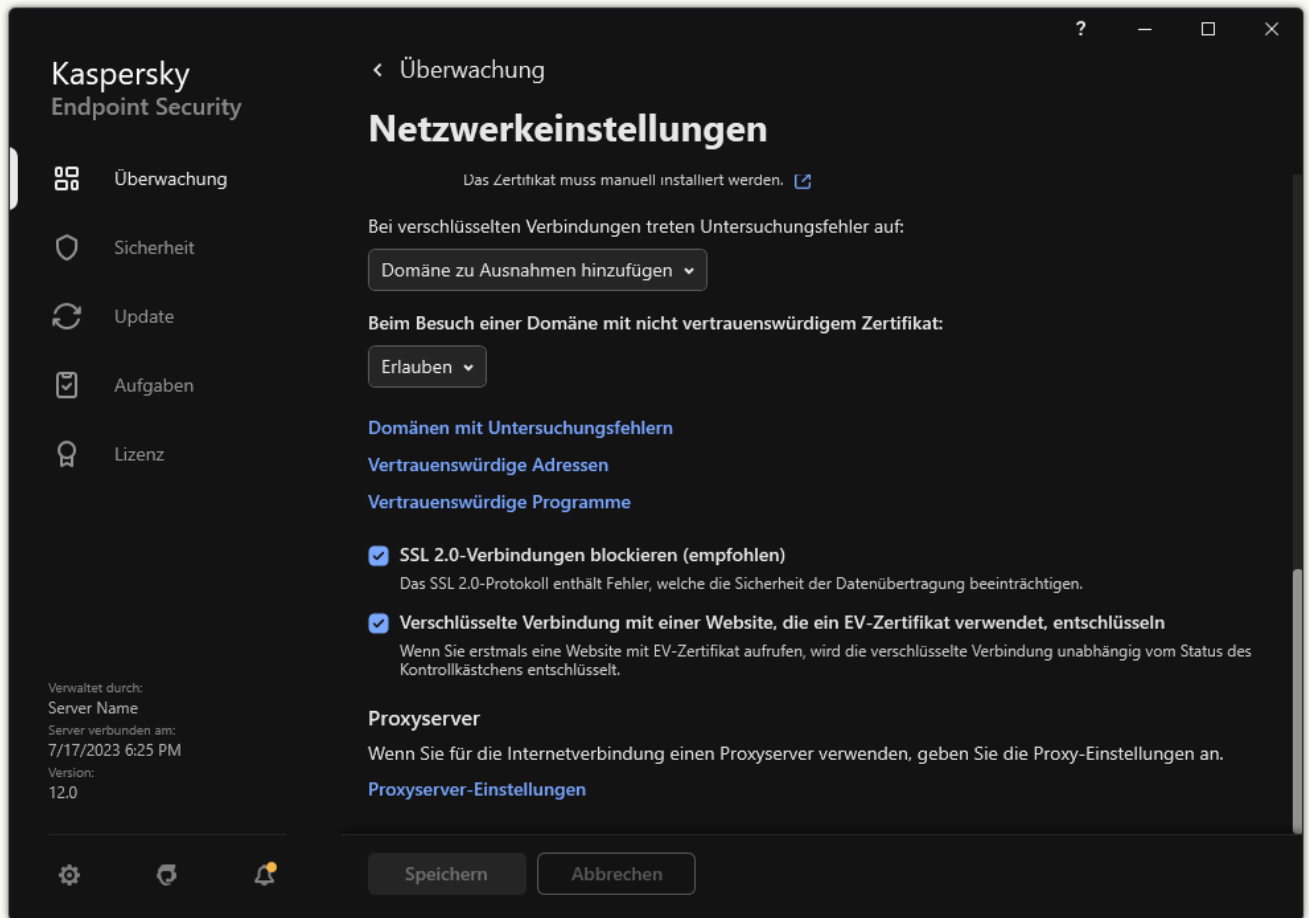 ?
Kaspersky
Endpoint Security
Überwachung
Sicherheit
Update
Aufgaben
Lizenz
Verwaltet durch:
Server Name
Server verbunden am:
7/17/2023 6:25 PM
Version:
12.0
Überwachung
Netzwerkeinstellungen
Das Zertifikat muss manuell installiert werden.
Bei verschlüsselten Verbindungen treten Untersuchungsfehler auf:
Domäne zu Ausnahmen hinzufügen
Beim Besuch einer Domäne mit nicht vertrauenswürdigem Zertifikat:
Erlauben
Domänen mit Untersuchungsfehlern
Vertrauenswürdige Adressen
Vertrauenswürdige Programme
SSL 2.0-Verbindungen blockieren (empfohlen)
Das SSL 2.0-Protokoll enthält Fehler, welche die Sicherheit der Datenübertragung beeinträchtigen.
Verschlüsselte Verbindung mit einer Website, die ein EV-Zertifikat verwendet, entschlüsseln
Wenn Sie erstmals eine Website mit EV-Zertifikat aufrufen, wird die verschlüsselte Verbindung unabhängig vom Status des
Kontrollkästchens entschlüsselt.
Proxyserver
Wenn Sie für die Internetverbindung einen Proxyserver verwenden, geben Sie die Proxy-Einstellungen an.
Proxyserver-Einstellungen
Speichern
Abbrechen